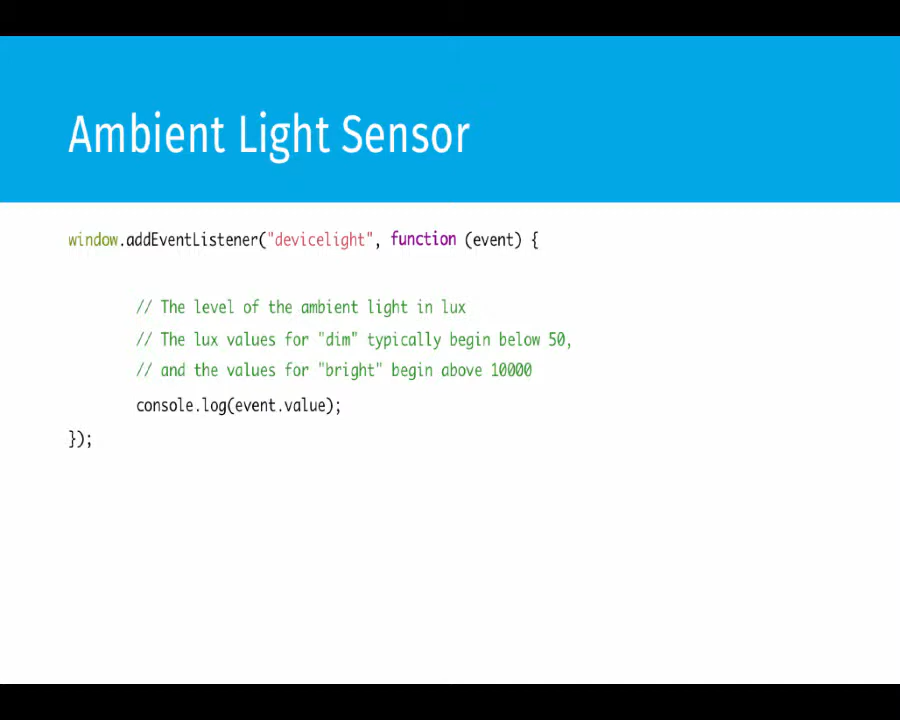 Ambient Light Sensor
window.addEventListener("devicelight", function (event) {
// The level of the ambient light in lux
// The lux values for "dim" typically begin below 50,
// and the values for "bright" begin above 10000
console.log(event.value);
});